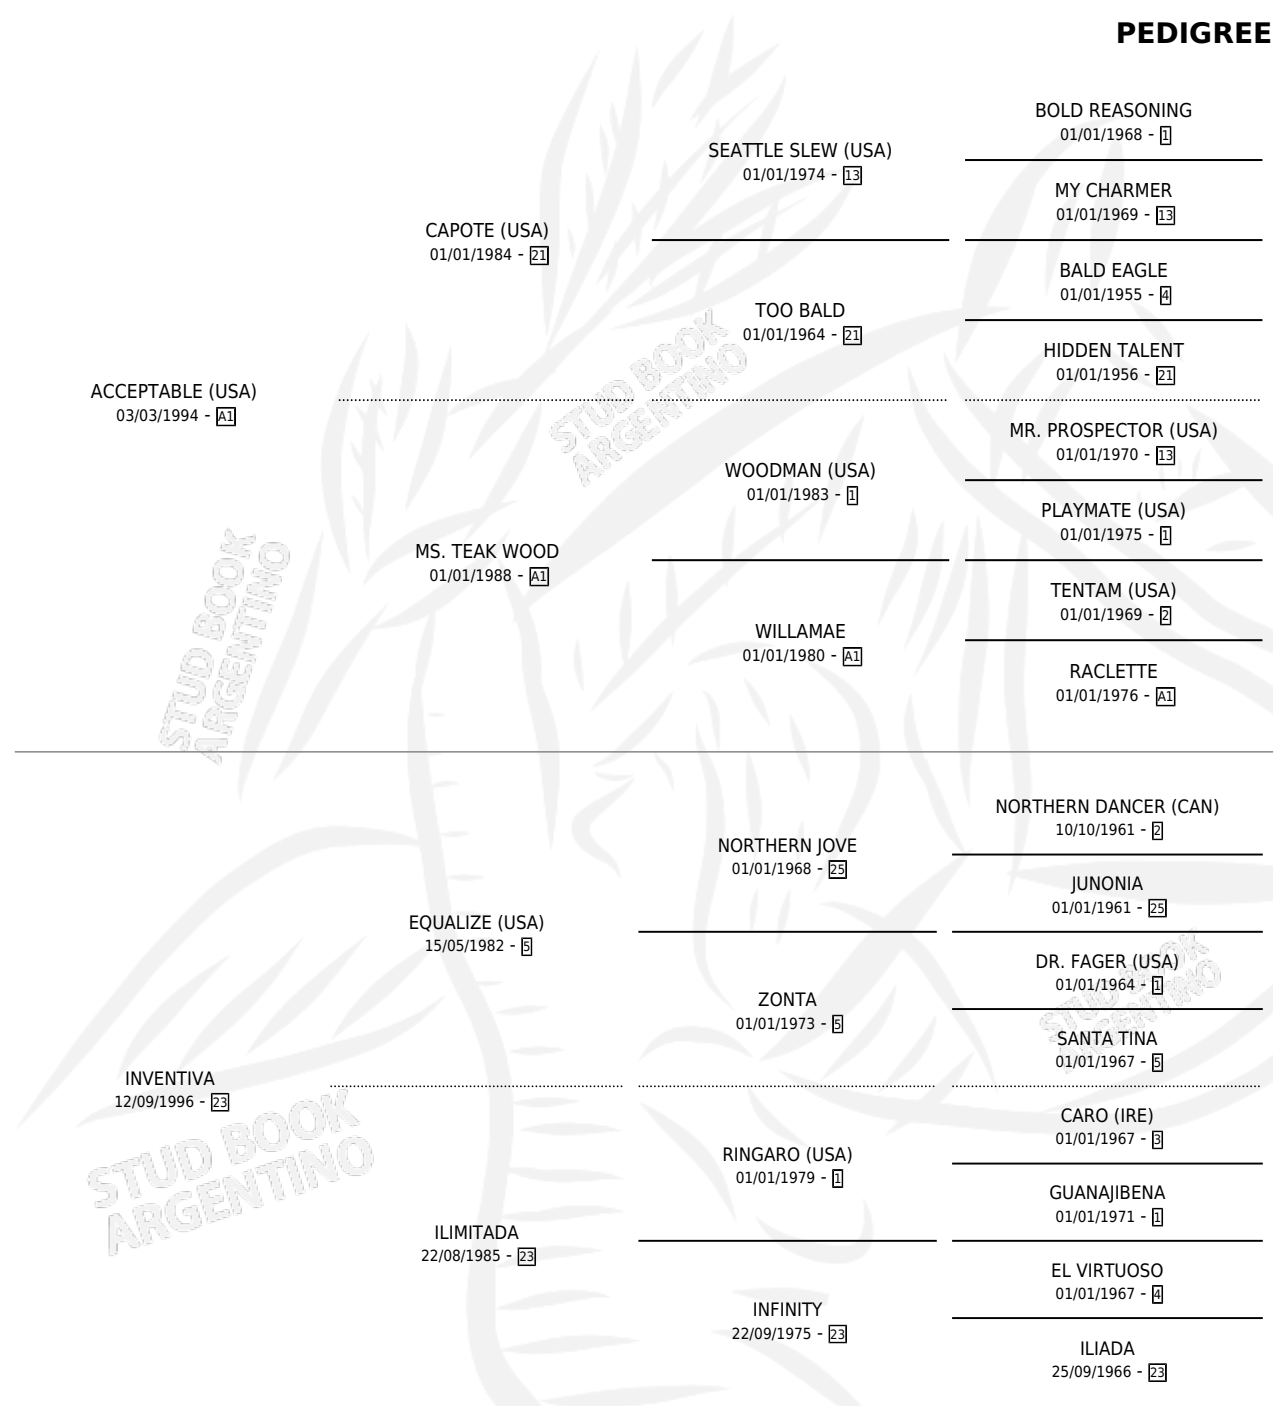 PEDIGREE
BOLD REASONING
01/01/1968 - 1
SEATTLE SLEW (USA)
01/01/1974 - 13
MY CHARMER
01/01/1969 - 13
CAPOTE (USA)
01/01/1984 - 21
BALD EAGLE
01/01/1955 - 4
TOO BALD
01/01/1964 - 21
HIDDEN TALENT
01/01/1956 - 21
ACCEPTABLE (USA)
03/03/1994 - A1
MR. PROSPECTOR (USA)
01/01/1970 - 13
WOODMAN (USA)
01/01/1983 - 1
PLAYMATE (USA)
01/01/1975 - 1
MS. TEAK WOOD
01/01/1988 - A1
TENTAM (USA)
01/01/1969 - 2
WILLAMAE
01/01/1980 - A1
RACLETTE
01/01/1976 - A1
NORTHERN DANCER (CAN)
10/10/1961 - 2
NORTHERN JOVE
01/01/1968 - 25
JUNONIA
01/01/1961 - 25
EQUALIZE (USA)
15/05/1982 - 5
DR. FAGER (USA)
01/01/1964 - 1
ZONTA
01/01/1973 - 5
SANTA TINA
01/01/1967 - 5
INVENTIVA
12/09/1996 - 23
CARO (IRE)
01/01/1967 - 3
RINGARO (USA)
01/01/1979 - 1
GUANAJIBENA
01/01/1971 - 1
ILIMITADA
22/08/1985 - 23
EL VIRTUOSO
01/01/1967 - 4
INFINITY
22/09/1975 - 23
ILIADA
25/09/1966 - 23
STUD BOOK
ARGENTINO
STUD BOOK
ARGENTINO
STUD BOOK
ARGENTINO
STUD BOOK
ARGENTINO